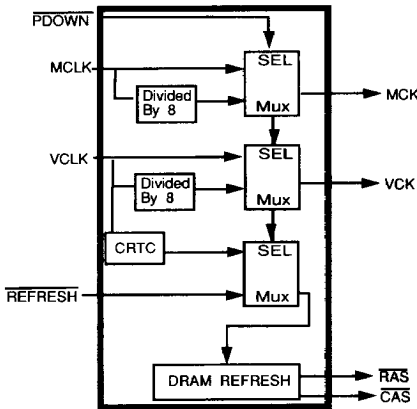 PDOWN
MCLK
SEL
Divided
By 8
Mux
MCK
VCLK
SEL
Divided
By 8
Mux
VCK
CRTC
SEL
REFRESH
Mux
DRAM REFRESH
RAS
CAS